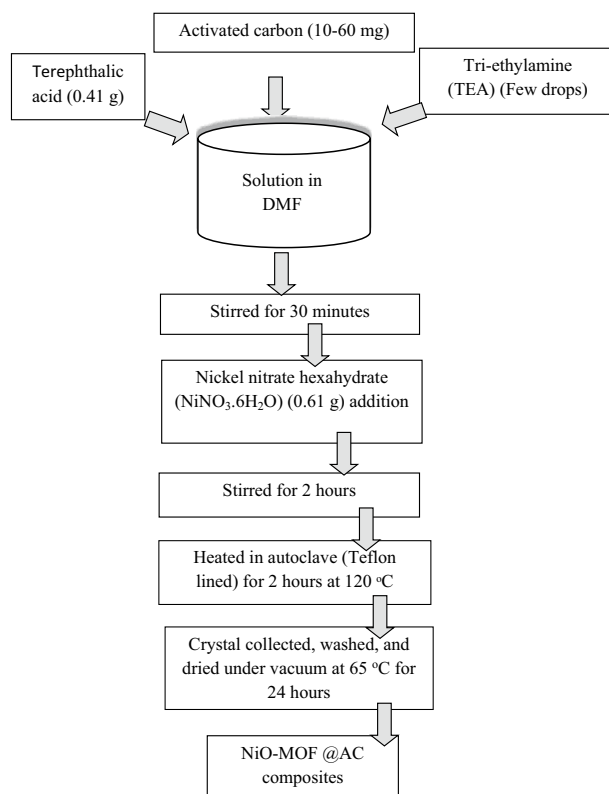 Activated carbon (10-60 mg)
Terephthalic
acid (0.41 g)
Tri-ethylamine
(TEA) (Few drops)
Solution in
DMF
Stirred for 30 minutes
Nickel nitrate hexahydrate
(NiNO₃.6H₂O) (0.61 g) addition
Stirred for 2 hours
Heated in autoclave (Teflon
lined) for 2 hours at 120 ᵒC
Crystal collected, washed, and
dried under vacuum at 65 ᵒC for
24 hours
NiO-MOF @AC
composites